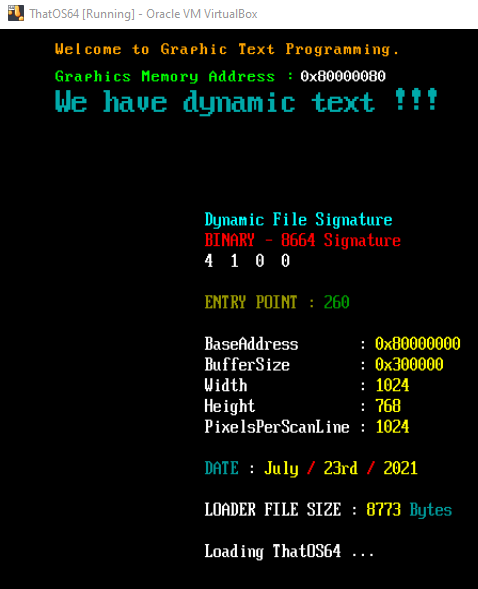 ThatOS64 [Running] - Oracle VM VirtualBox
Welcome to Graphic Text Programming.
Graphics Memory Address : 0x80000080
We have dynamic text !!!
Dynamic File Signature
BINARY - 8664 Signature
4 1 0 0
ENTRY POINT : 260
BaseAddress : 0x80000000
BufferSize : 0x300000
Width : 1024
Height : 768
PixelsPerScanLine : 1024
DATE : July / 23rd / 2021
LOADER FILE SIZE : 8773 Bytes
Loading ThatOS64 ...